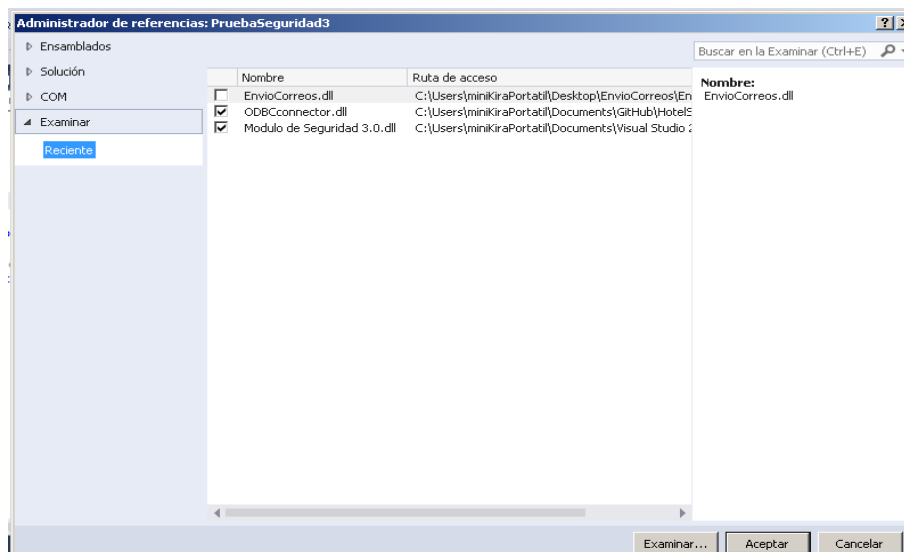 Administrador de referencias: PruebaSeguridad3
Ensamblados
Buscar en la Examinar (Ctrl+E)
Solución
COM
Examinar
Reciente
Nombre Ruta de acceso
EnvioCorreos.dll C:\Users\miniKiraPortatil\Desktop\EnvioCorreos\En
ODBCconnector.dll C:\Users\miniKiraPortatil\Documents\GitHub\HotelS
Modulo de Seguridad 3.0.dll C:\Users\miniKiraPortatil\Documents\Visual Studio 2
Nombre:
EnvioCorreos.dll
Examinar... Aceptar Cancelar